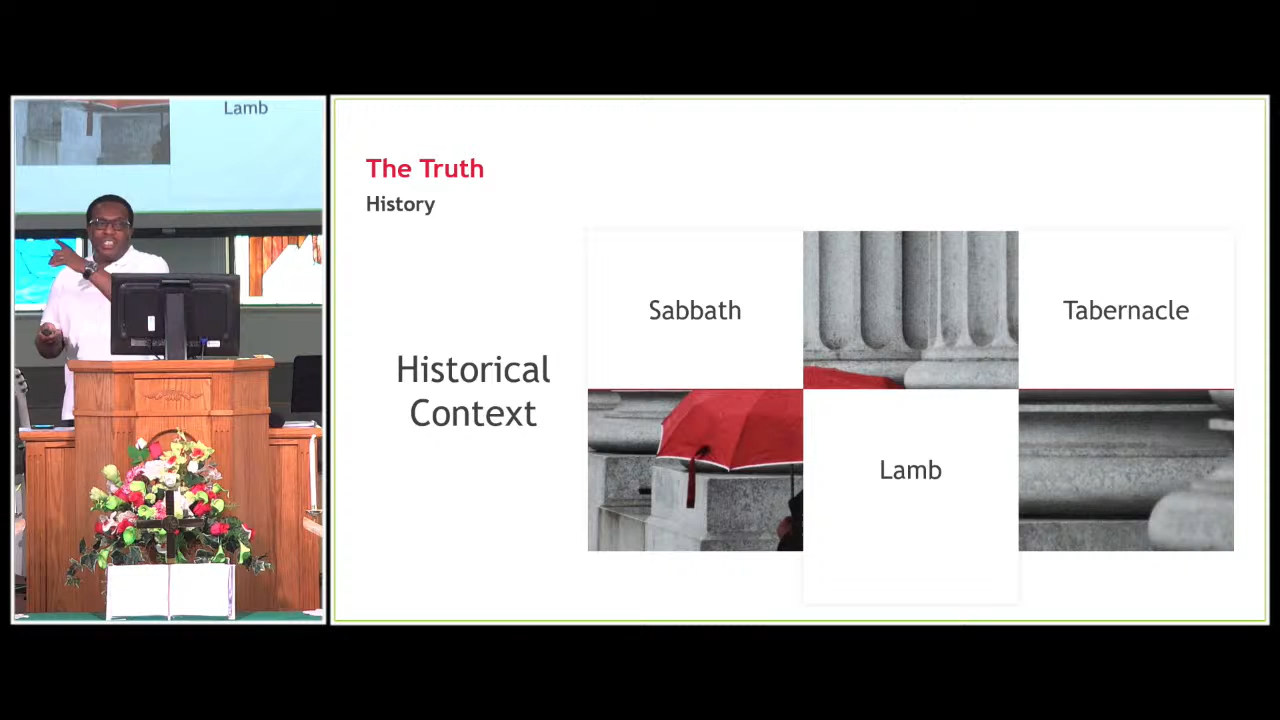 Lamb
The Truth
History
Sabbath
Tabernacle
Historical
Context
Lamb